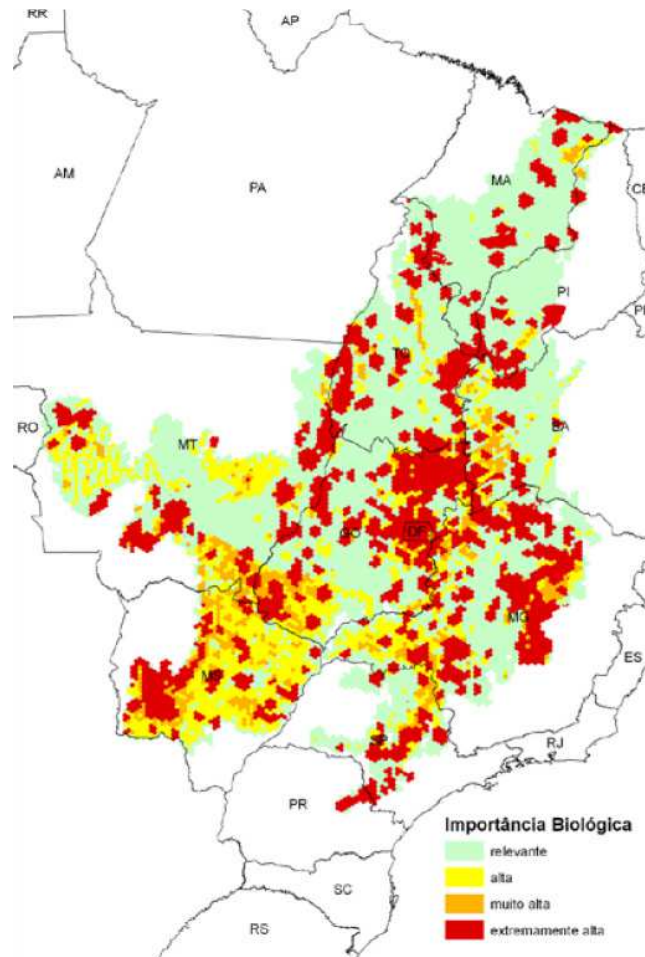 RR
AP
AM
PA
MA
CE
PI
TO
RO
MT
BA
GO
DF
MG
MS
ES
SP
RJ
PR
SC
RS
Importância Biológica
relevante
alta
muito alta
extremamente alta